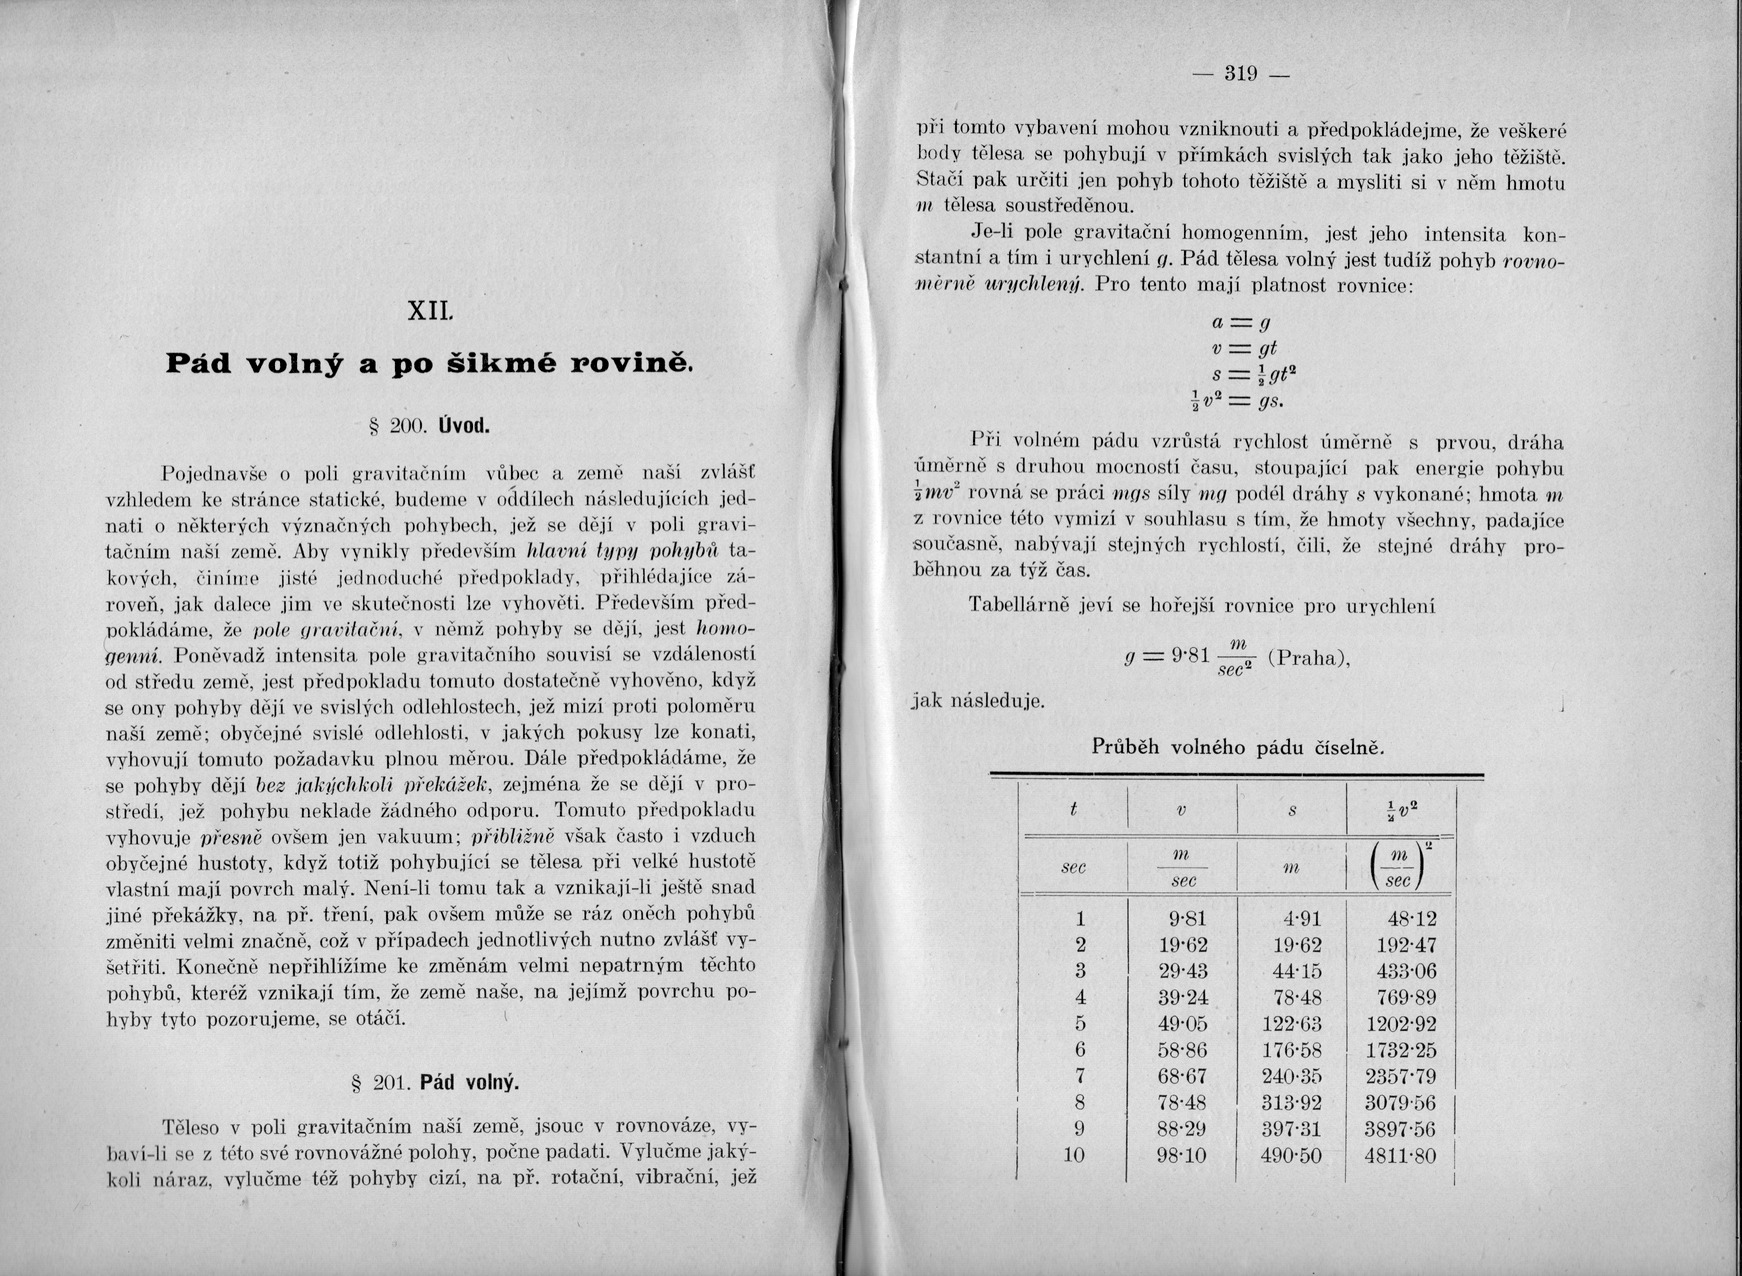 XII.
Pád volný a po šikmé rovině.
§ 200. Úvod.
Pojednavše o poli gravitačním vůbec a země naší zvlášť
vzhledem ke stránce statické, budeme v oddílech následujících jed-
nati o některých význačných pohybech, jež se dějí v poli gravi-
tačním naší země. Aby vynikly především hlavní typy pohybů ta-
kových, činíme jisté jednoduché předpoklady, přihlédajíce zá-
roveň, jak dalece jim ve skutečnosti lze vyhověti. Především před-
pokládáme, že pole gravitační, v němž pohyby se dějí, jest homo-
genní. Poněvadž intensita pole gravitačního souvisí se vzdáleností
od středu země, jest předpokladu tomuto dostatečně vyhověno, když
se ony pohyby dějí ve svislých odlehlostech, jež mizí proti poloměru
naší země; obyčejné svislé odlehlosti, v jakých pokusy lze konati,
vyhovují tomuto požadavku plnou měrou. Dále předpokládáme, že
se pohyby dějí bez jakýchkoli překážek, zejména že se dějí v pro-
středí, jež pohybu neklade žádného odporu. Tomuto předpokladu
vyhovuje přesně ovšem jen vakuum; přibližně však často i vzduch
obyčejné hustoty, když totiž pohybující se tělesa při velké hustotě
vlastní mají povrch malý. Není-li tomu tak a vznikají-li ještě snad
jiné překážky, na př. tření, pak ovšem může se ráz oněch pohybů
změniti velmi značně, což v případech jednotlivých nutno zvlášť vy-
šetřiti. Konečně nepřihlížíme ke změnám velmi nepatrným těchto
pohybů, kteréž vznikají tím, že země naše, na jejímž povrchu po-
hyby tyto pozorujeme, se otáčí.
§ 201. Pád volný.
Těleso v poli gravitačním naší země, jsouc v rovnováze, vy-
baví-li se z této své rovnovážné polohy, počne padati. Vylučme jaký-
koli náraz, vylučme též pohyby cizí, na př. rotační, vibrační, jež
— 319 —
při tomto vybavení mohou vzniknouti a předpokládejme, že veškeré
body tělesa se pohybují v přímkách svislých tak jako jeho těžiště.
Stačí pak určiti jen pohyb tohoto těžiště a mysliti si v něm hmotu
m tělesa soustředěnou.
Je-li pole gravitační homogenním, jest jeho intensita kon-
stantní a tím i urychlení g. Pád tělesa volný jest tudíž pohyb rovno-
měrně urychlený. Pro tento mají platnost rovnice:
a = g
v = gt
s = ½gt²
½v² = gs.
Při volném pádu vzrůstá rychlost úměrně s prvou, dráha
úměrně s druhou mocností času, stoupající pak energie pohybu
½mv² rovná se práci mgs síly mg podél dráhy s vykonané; hmota m
z rovnice této vymizí v souhlasu s tím, že hmoty všechny, padajíce
současně, nabývají stejných rychlostí, čili, že stejné dráhy pro-
běhnou za týž čas.
Tabellárně jeví se hořejší rovnice pro urychlení
g = 9·81 m/sec² (Praha),
jak následuje.
Průběh volného pádu číselně.
t v s ½v²
sec m/sec m (m/sec)²
1 9·81 4·91 48·12
2 19·62 19·62 192·47
3 29·43 44·15 433·06
4 39·24 78·48 769·89
5 49·05 122·63 1202·92
6 58·86 176·58 1732·25
7 68·67 240·35 2357·79
8 78·48 313·92 3079·56
9 88·29 397·31 3897·56
10 98·10 490·50 4811·80